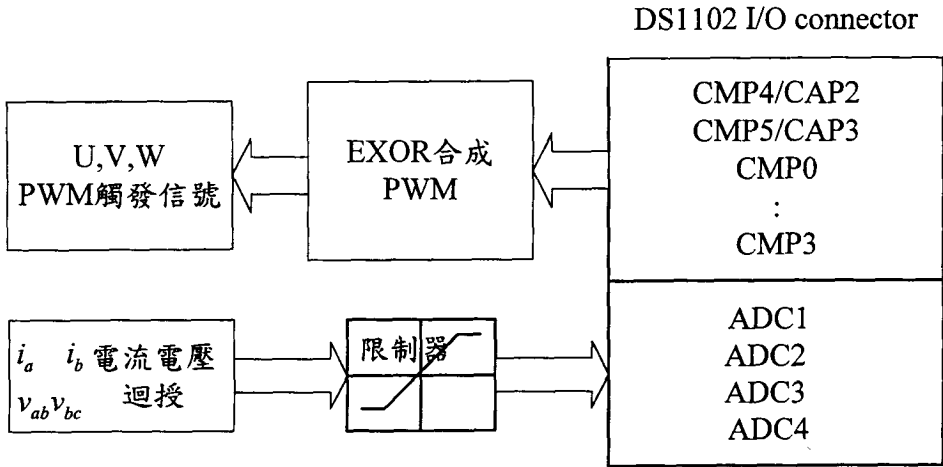 DS1102 I/O connector
CMP4/CAP2
CMP5/CAP3
CMP0
:
CMP3
EXOR合成
PWM
U,V,W
PWM觸發信號
i_a i_b 電流電壓
v_ab v_bc 迴授
限制器
ADC1
ADC2
ADC3
ADC4